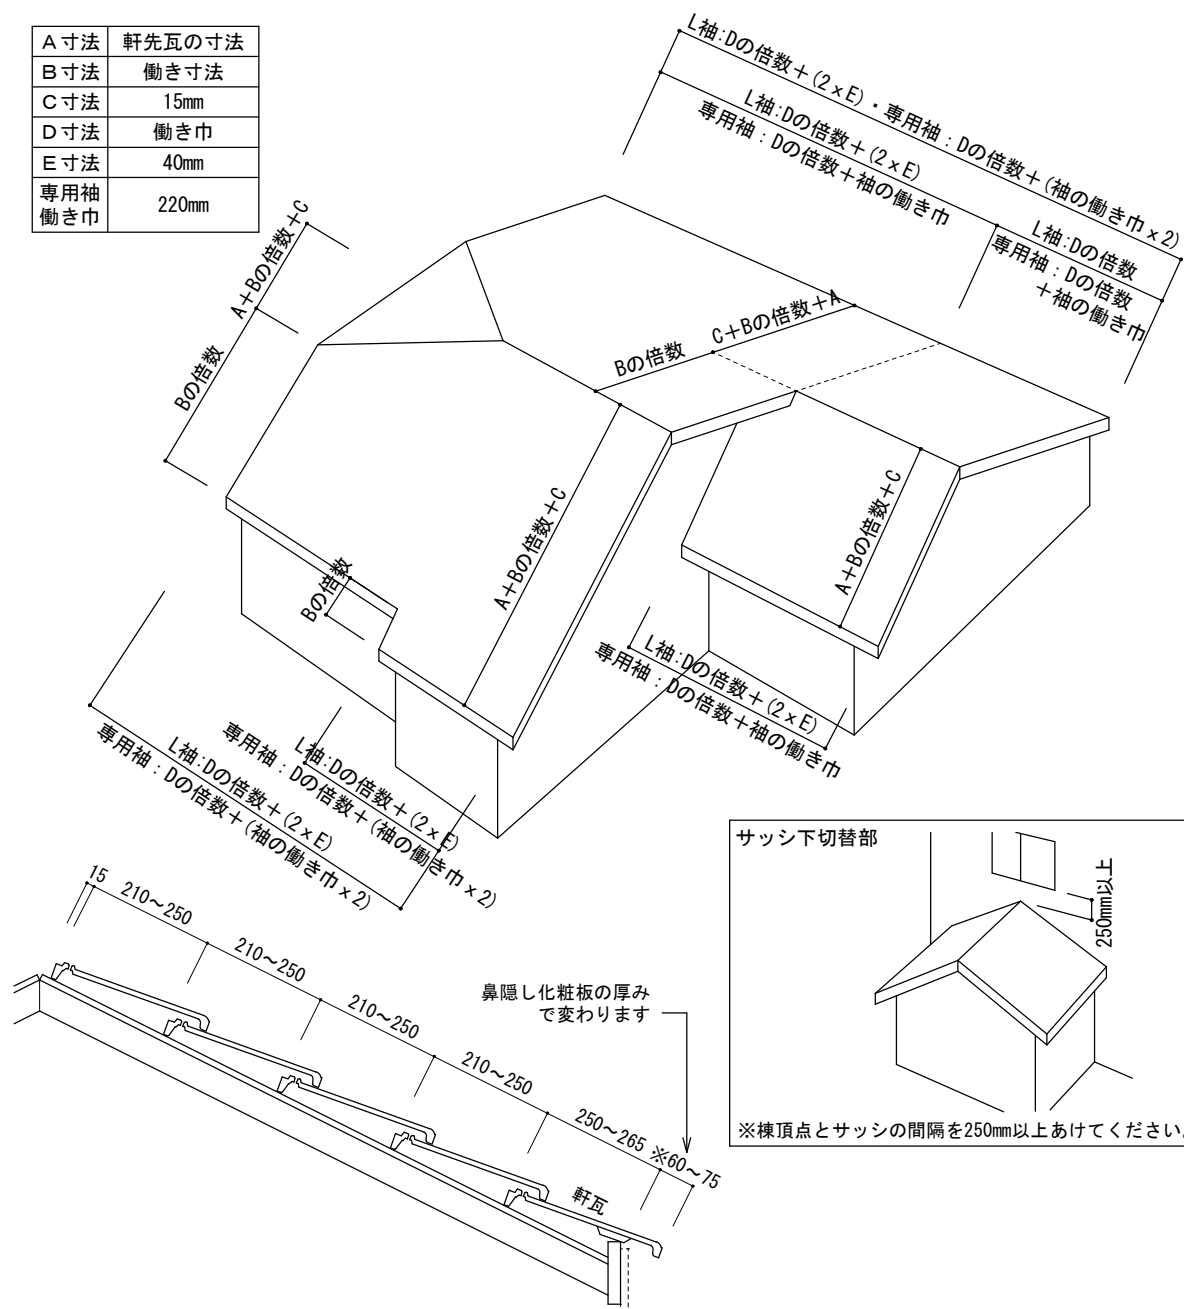 A寸法 軒先瓦の寸法
B寸法 働き寸法
C寸法 15mm
D寸法 働き巾
E寸法 40mm
専用袖
働き巾 220mm
L袖:Dの倍数＋(2×E)・専用袖：Dの倍数＋(袖の働き巾×2)
L袖:Dの倍数＋(2×E)
専用袖：Dの倍数＋袖の働き巾
L袖:Dの倍数
専用袖：Dの倍数
＋袖の働き巾
A＋Bの倍数＋C
Bの倍数
C＋Bの倍数＋A
Bの倍数
A＋Bの倍数＋C
A＋Bの倍数＋C
Bの倍数
L袖:Dの倍数＋(2×E)
専用袖：Dの倍数＋袖の働き巾
L袖:Dの倍数＋(2×E)
専用袖：Dの倍数＋(袖の働き巾×2)
L袖:Dの倍数＋(2×E)
専用袖：Dの倍数＋(袖の働き巾×2)
15
210～250
210～250
210～250
210～250
250～265
※60～75
鼻隠し化粧板の厚み
で変わります
軒瓦
サッシ下切替部
250mm以上
※棟頂点とサッシの間隔を250mm以上あけてください。